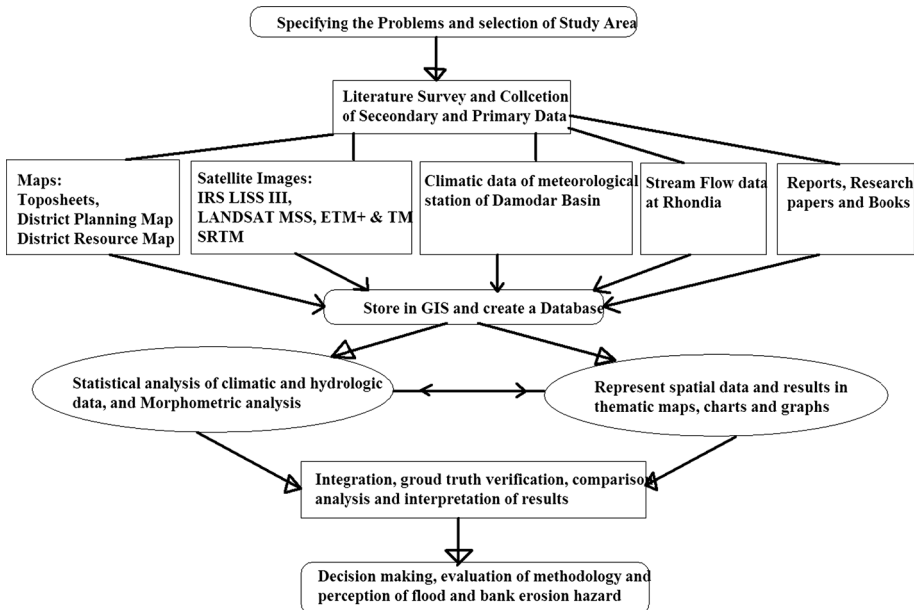 Specifying the Problems and selection of Study Area
Literature Survey and Collcetion
of Seceondary and Primary Data
Maps:
Toposheets,
District Planning Map
District Resource Map
Satellite Images:
IRS LISS III,
LANDSAT MSS, ETM+ & TM
SRTM
Climatic data of meteorological
station of Damodar Basin
Stream Flow data
at Rhondia
Reports, Research
papers and Books
Store in GIS and create a Database
Statistical analysis of climatic and hydrologic
data, and Morphometric analysis
Represent spatial data and results in
thematic maps, charts and graphs
Integration, groud truth verification, comparison
analysis and interpretation of results
Decision making, evaluation of methodology and
perception of flood and bank erosion hazard